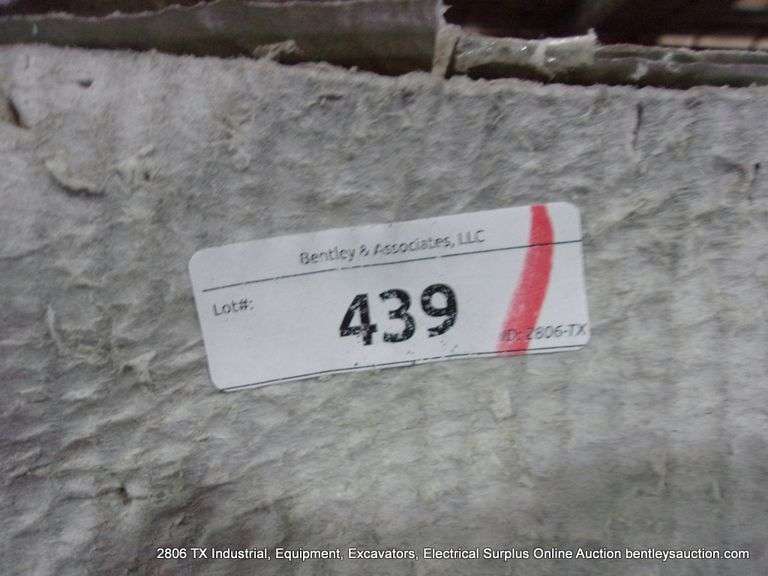 Bentley & Associates, LLC
Lot#:
439
ID: 2806-TX
2806 TX Industrial, Equipment, Excavators, Electrical Surplus Online Auction bentleysauction.com